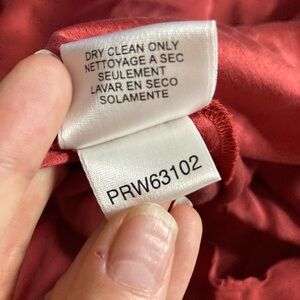 DRY CLEAN ONLY
NETTOYAGE A SEC
SEULEMENT
LAVAR EN SECO
SOLAMENTE
PRW63102